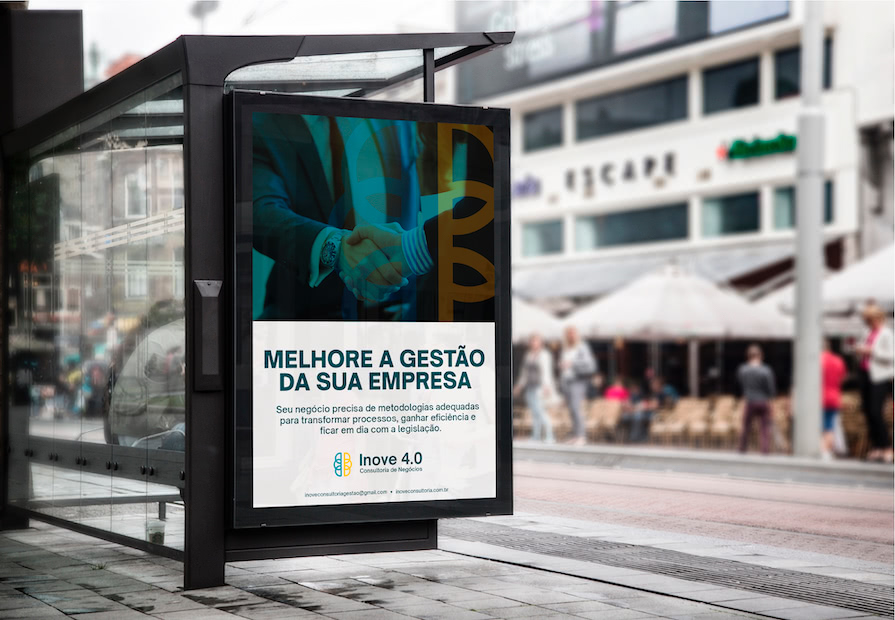 ESCAPE
MELHORE A GESTÃO
DA SUA EMPRESA
Seu negócio precisa de metodologias adequadas
para transformar processos, ganhar eficiência e
ficar em dia com a legislação.
Inove 4.0
Consultoria de Negócios
inoveconsultoriagestao@gmail.com • inoveconsultoria.com.br